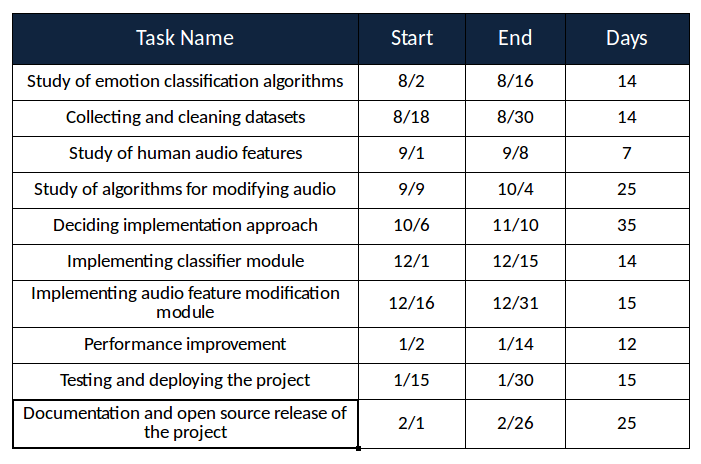 Task Name Start End Days
Study of emotion classification algorithms 8/2 8/16 14
Collecting and cleaning datasets 8/18 8/30 14
Study of human audio features 9/1 9/8 7
Study of algorithms for modifying audio 9/9 10/4 25
Deciding implementation approach 10/6 11/10 35
Implementing classifier module 12/1 12/15 14
Implementing audio feature modification
module 12/16 12/31 15
Performance improvement 1/2 1/14 12
Testing and deploying the project 1/15 1/30 15
Documentation and open source release of
the project 2/1 2/26 25